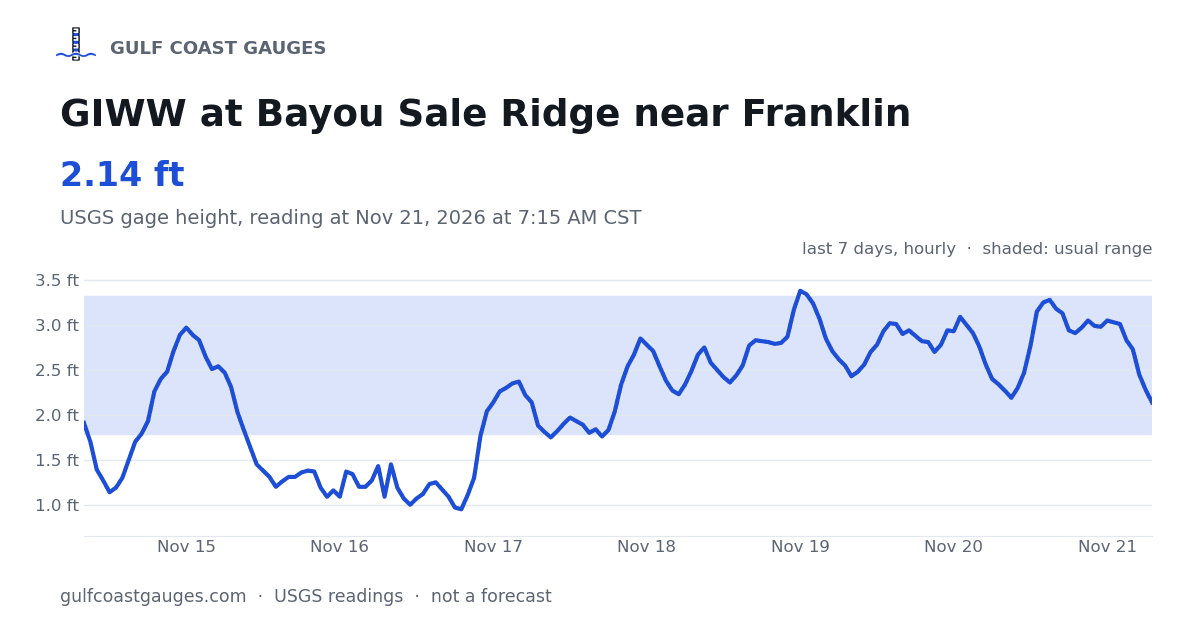 GULF COAST GAUGES
GIWW at Bayou Sale Ridge near Franklin
2.14 ft
USGS gage height, reading at Nov 21, 2026 at 7:15 AM CST
last 7 days, hourly · shaded: usual range
3.5 ft
3.0 ft
2.5 ft
2.0 ft
1.5 ft
1.0 ft
Nov 15 Nov 16 Nov 17 Nov 18 Nov 19 Nov 20 Nov 21
gulfcoastgauges.com · USGS readings · not a forecast